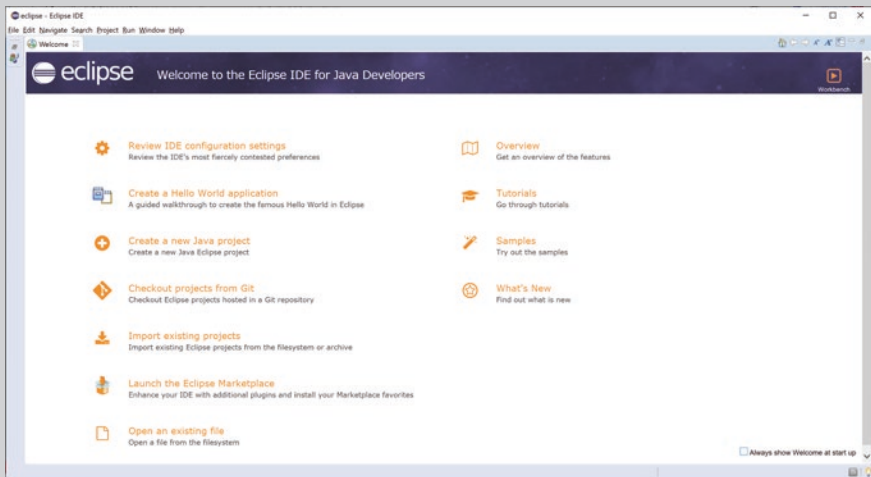 eclipse - Eclipse IDE
File Edit Navigate Search Project Run Window Help
Welcome
eclipse Welcome to the Eclipse IDE for Java Developers
Workbench
Review IDE configuration settings
Review the IDE's most fiercely contested preferences
Create a Hello World application
A guided walkthrough to create the famous Hello World in Eclipse
Create a new Java project
Create a new Java Eclipse project
Checkout projects from Git
Checkout Eclipse projects hosted in a Git repository
Import existing projects
Import existing Eclipse projects from the filesystem or archive
Launch the Eclipse Marketplace
Enhance your IDE with additional plugins and install your Marketplace favorites
Open an existing file
Open a file from the filesystem
Overview
Get an overview of the features
Tutorials
Go through tutorials
Samples
Try out the samples
What's New
Find out what is new
Always show Welcome at start up